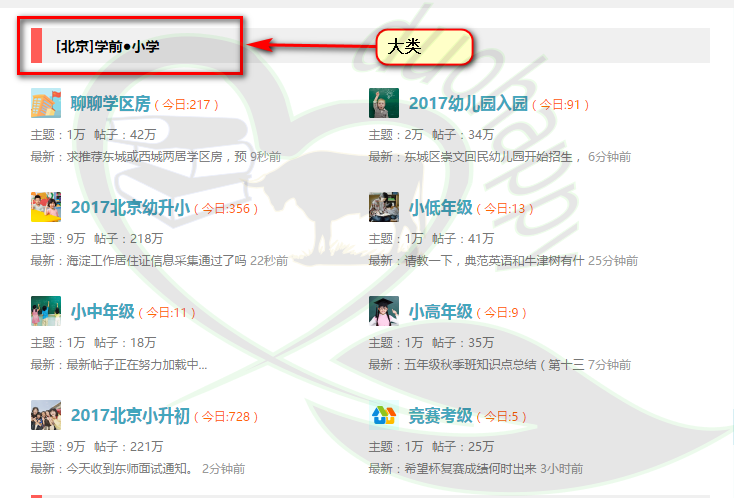 [北京]学前●小学
大类
聊聊学区房（今日:217）
主题：1万 帖子：42万
最新：求推荐东城或西城两居学区房，预 9秒前
2017幼儿园入园（今日:91）
主题：2万 帖子：34万
最新：东城区崇文回民幼儿园开始招生， 6分钟前
2017北京幼升小（今日:356）
主题：9万 帖子：218万
最新：海淀工作居住证信息采集通过了吗 22秒前
小低年级（今日:13）
主题：1万 帖子：41万
最新：请教一下，典范英语和牛津树有什 25分钟前
小中年级（今日:11）
主题：1万 帖子：18万
最新：最新帖子正在努力加载中...
小高年级（今日:9）
主题：1万 帖子：35万
最新：五年级秋季班知识点总结（第十三 7分钟前
2017北京小升初（今日:728）
主题：9万 帖子：221万
最新：今天收到东师面试通知。 2分钟前
竞赛考级（今日:5）
主题：1万 帖子：25万
最新：希望杯复赛成绩何时出来 3小时前